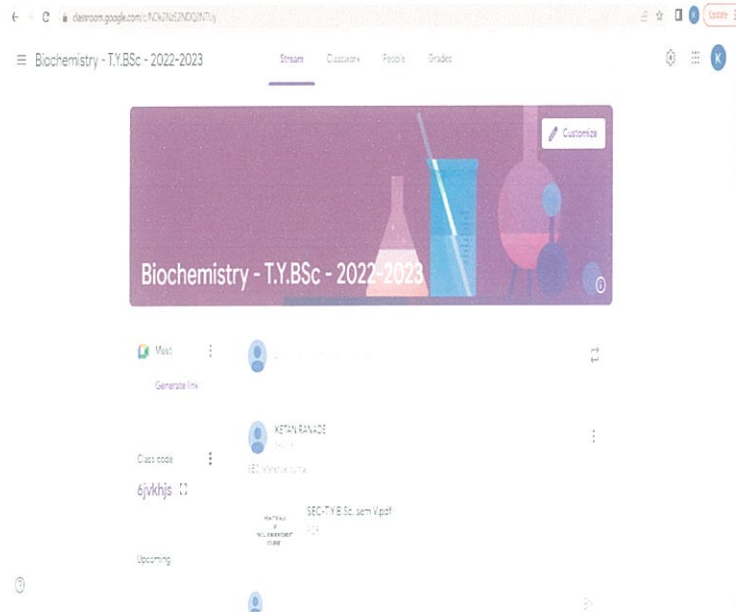 classroom.google.com/c/
Update
Biochemistry - T.Y.BSc - 2022-2023
Stream Classwork People Grades
K
Customize
Biochemistry - T.Y.BSc - 2022-2023
Meet
Generate link
KETAN RANADE
Class code
6jvkhjs
SEC-T.Y.B.Sc. sem V.pdf
PDF
Upcoming